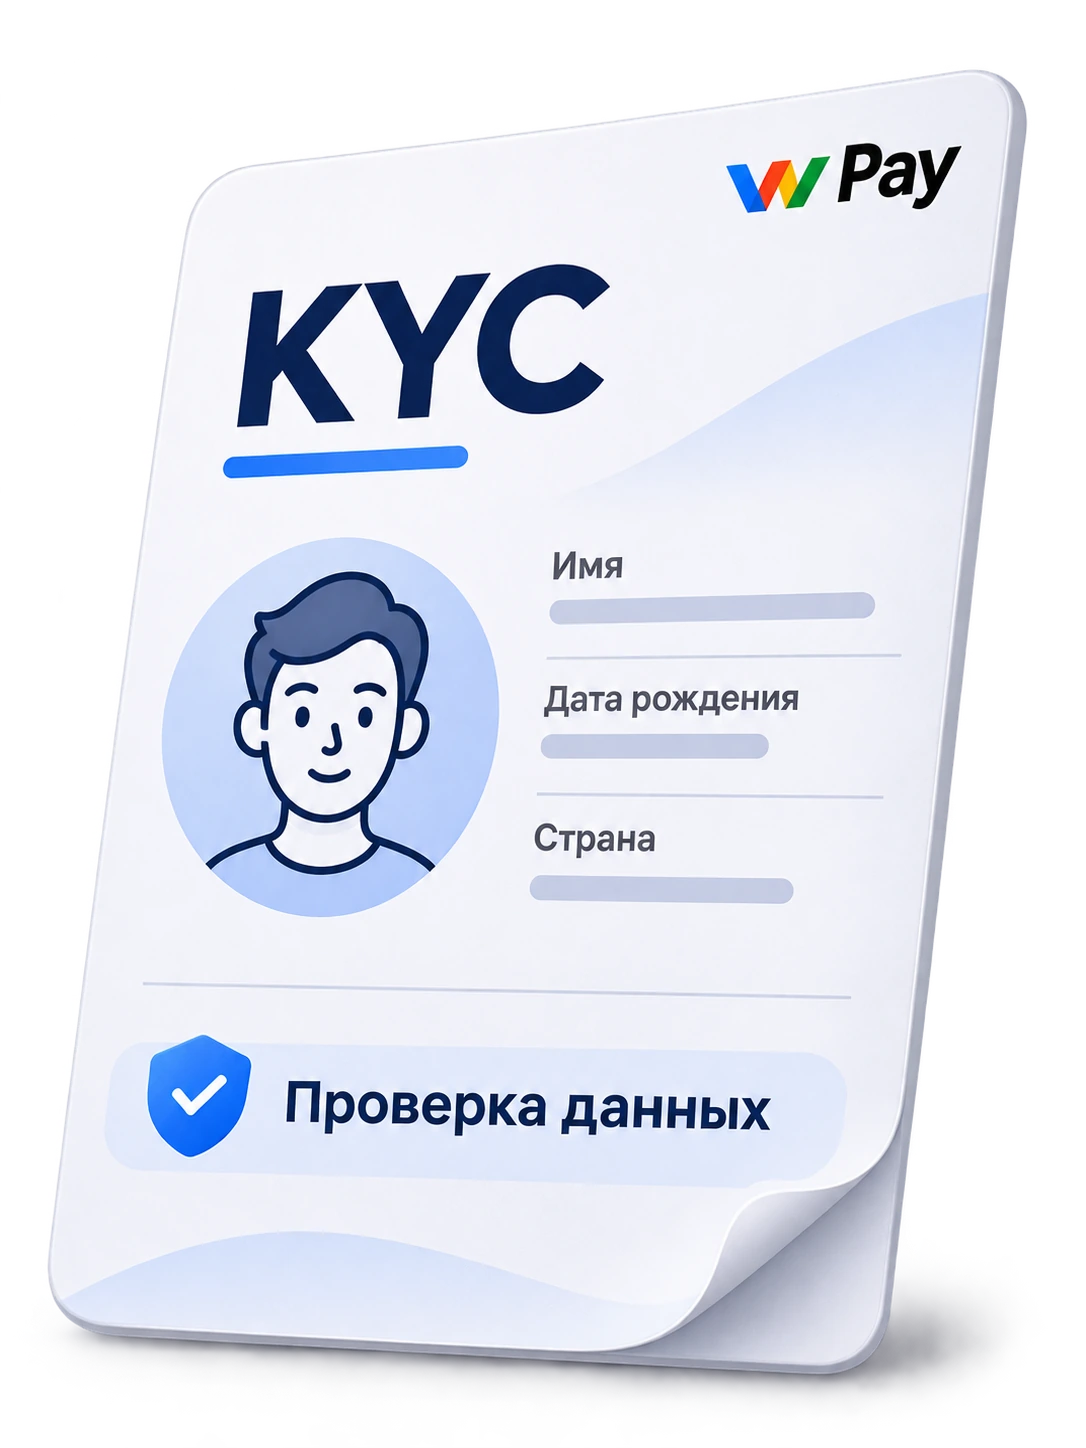 W Pay
KYC
Имя
Дата рождения
Страна
Проверка данных